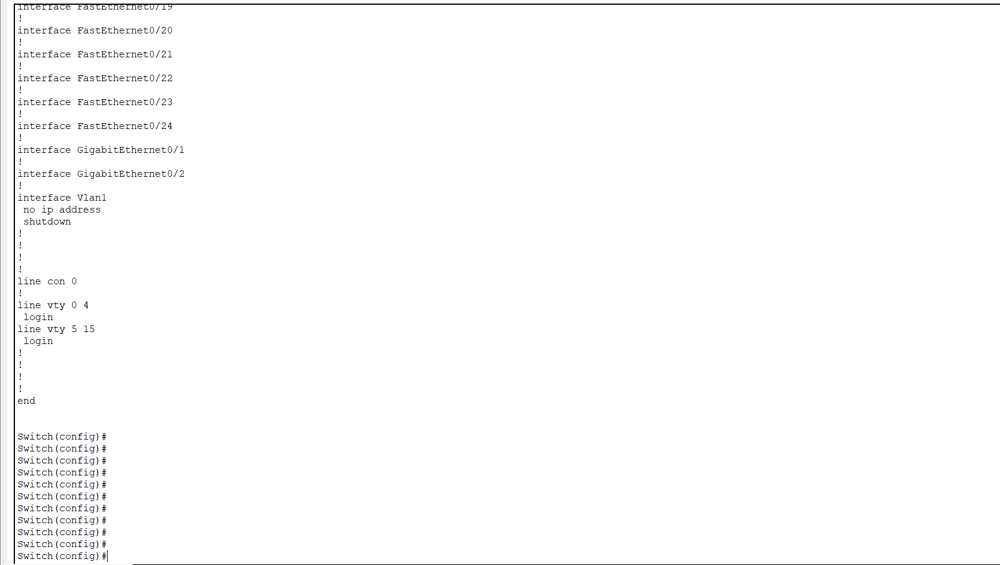 interface FastEthernet0/19
!
interface FastEthernet0/20
!
interface FastEthernet0/21
!
interface FastEthernet0/22
!
interface FastEthernet0/23
!
interface FastEthernet0/24
!
interface GigabitEthernet0/1
!
interface GigabitEthernet0/2
!
interface Vlan1
 no ip address
 shutdown
!
!
!
!
line con 0
!
line vty 0 4
 login
line vty 5 15
 login
!
!
!
!
end
Switch(config)#
Switch(config)#
Switch(config)#
Switch(config)#
Switch(config)#
Switch(config)#
Switch(config)#
Switch(config)#
Switch(config)#
Switch(config)#
Switch(config)#